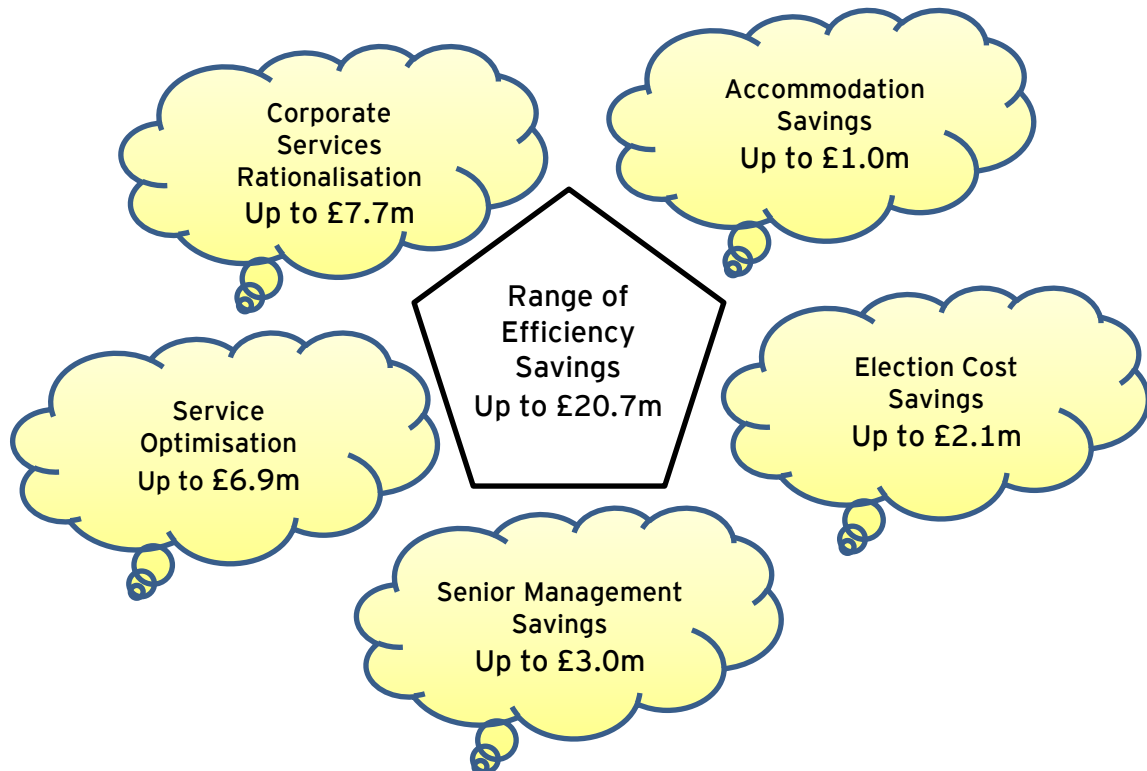 Corporate
Services
Rationalisation
Up to £7.7m
Accommodation
Savings
Up to £1.0m
Range of
Efficiency
Savings
Up to £20.7m
Service
Optimisation
Up to £6.9m
Election Cost
Savings
Up to £2.1m
Senior Management
Savings
Up to £3.0m